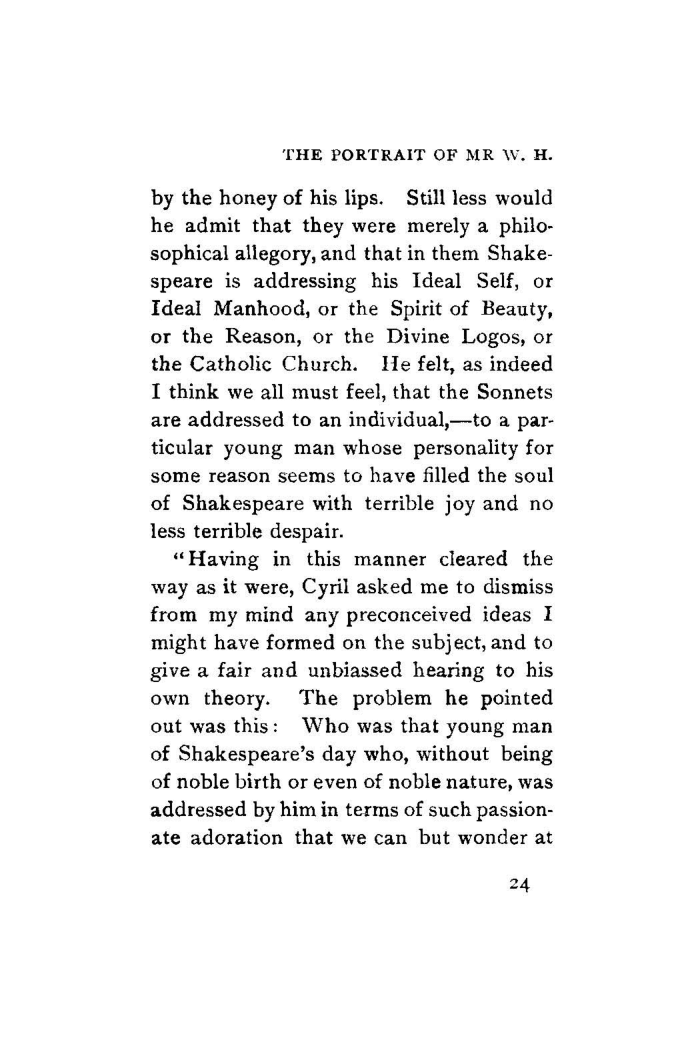 THE PORTRAIT OF MR W. H.
by the honey of his lips. Still less would
he admit that they were merely a philo-
sophical allegory, and that in them Shake-
speare is addressing his Ideal Self, or
Ideal Manhood, or the Spirit of Beauty,
or the Reason, or the Divine Logos, or
the Catholic Church. He felt, as indeed
I think we all must feel, that the Sonnets
are addressed to an individual,—to a par-
ticular young man whose personality for
some reason seems to have filled the soul
of Shakespeare with terrible joy and no
less terrible despair.
"Having in this manner cleared the
way as it were, Cyril asked me to dismiss
from my mind any preconceived ideas I
might have formed on the subject, and to
give a fair and unbiassed hearing to his
own theory. The problem he pointed
out was this: Who was that young man
of Shakespeare's day who, without being
of noble birth or even of noble nature, was
addressed by him in terms of such passion-
ate adoration that we can but wonder at
24